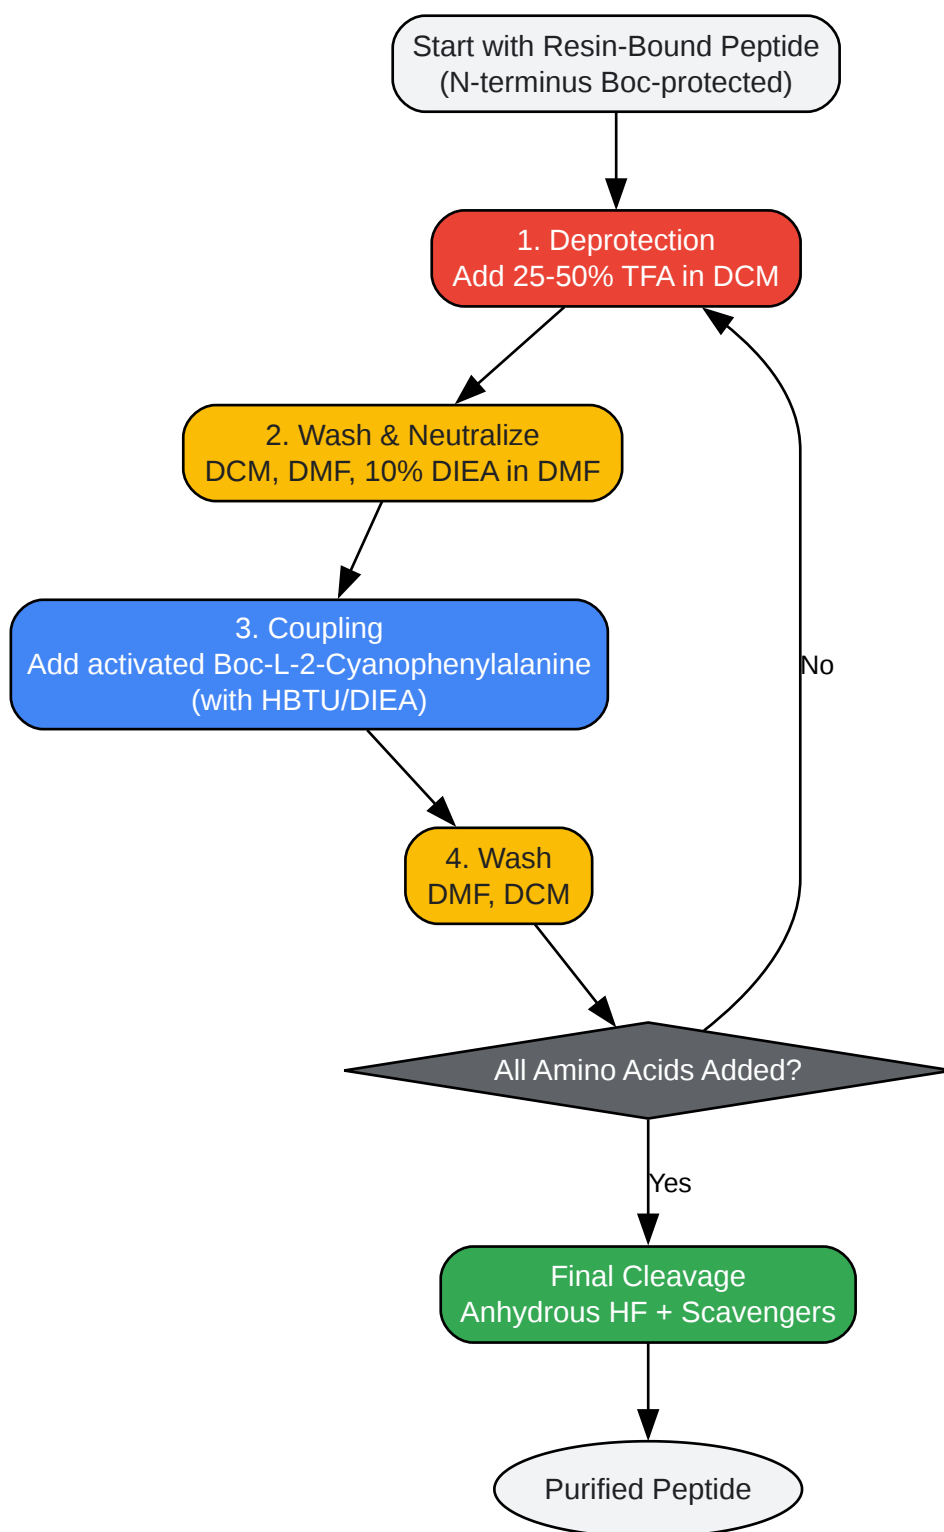 Start with Resin-Bound Peptide
(N-terminus Boc-protected)
1. Deprotection
Add 25-50% TFA in DCM
2. Wash & Neutralize
DCM, DMF, 10% DIEA in DMF
3. Coupling
Add activated Boc-L-2-Cyanophenylalanine
(with HBTU/DIEA)
No
4. Wash
DMF, DCM
All Amino Acids Added?
Yes
Final Cleavage
Anhydrous HF + Scavengers
Purified Peptide